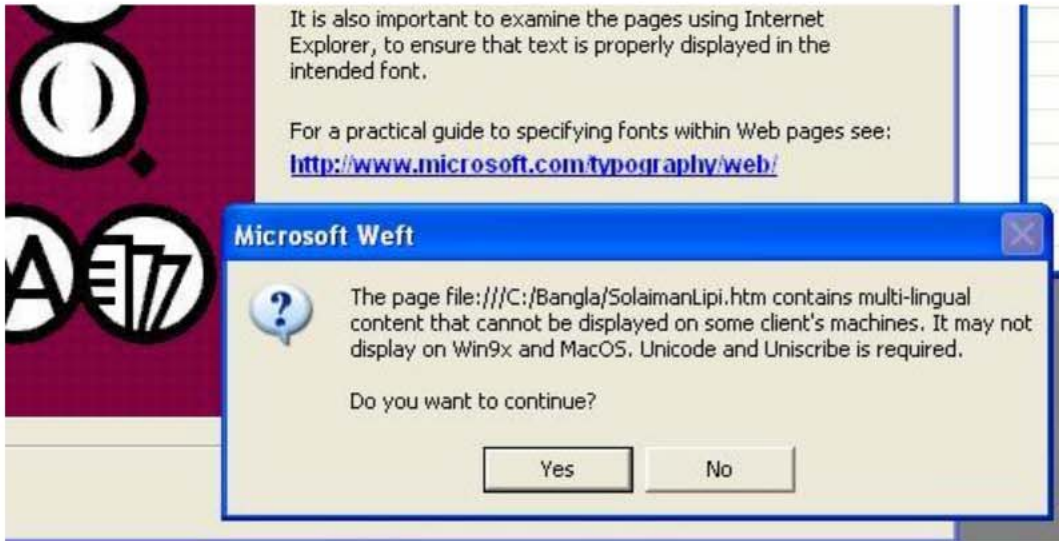 It is also important to examine the pages using Internet
Explorer, to ensure that text is properly displayed in the
intended font.
For a practical guide to specifying fonts within Web pages see:
http://www.microsoft.com/typography/web/
Microsoft Weft
The page file:///C:/Bangla/SolaimanLipi.htm contains multi-lingual
content that cannot be displayed on some client's machines. It may not
display on Win9x and MacOS. Unicode and Uniscribe is required.
Do you want to continue?
Yes No